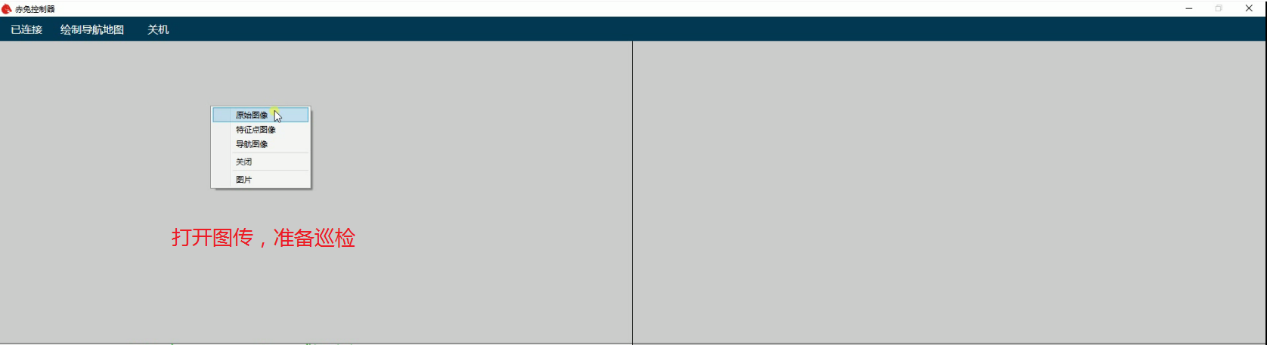 赤兔控制器
已连接 绘制导航地图 关机
原始图像
特征点图像
导航图像
关闭
图片
打开图传，准备巡检